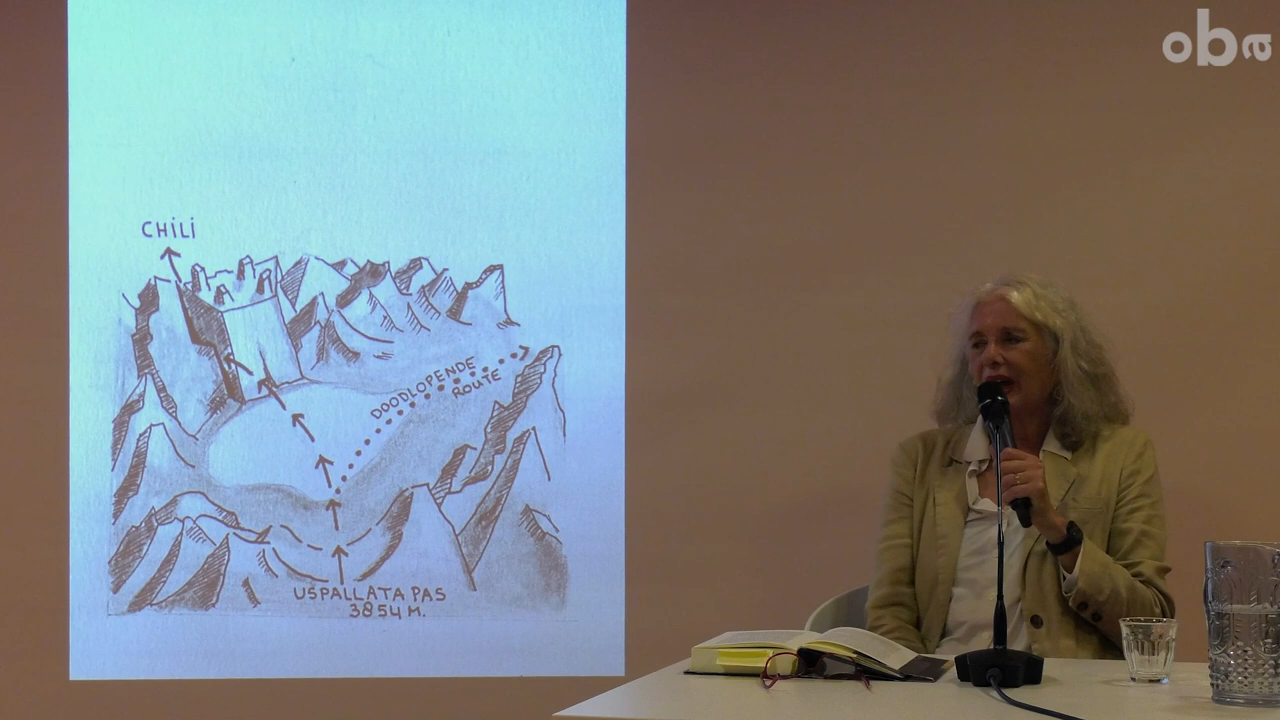 oba
CHiLi
DOODLOPENDE
ROUTE
USPALLATA PAS
3854 M.